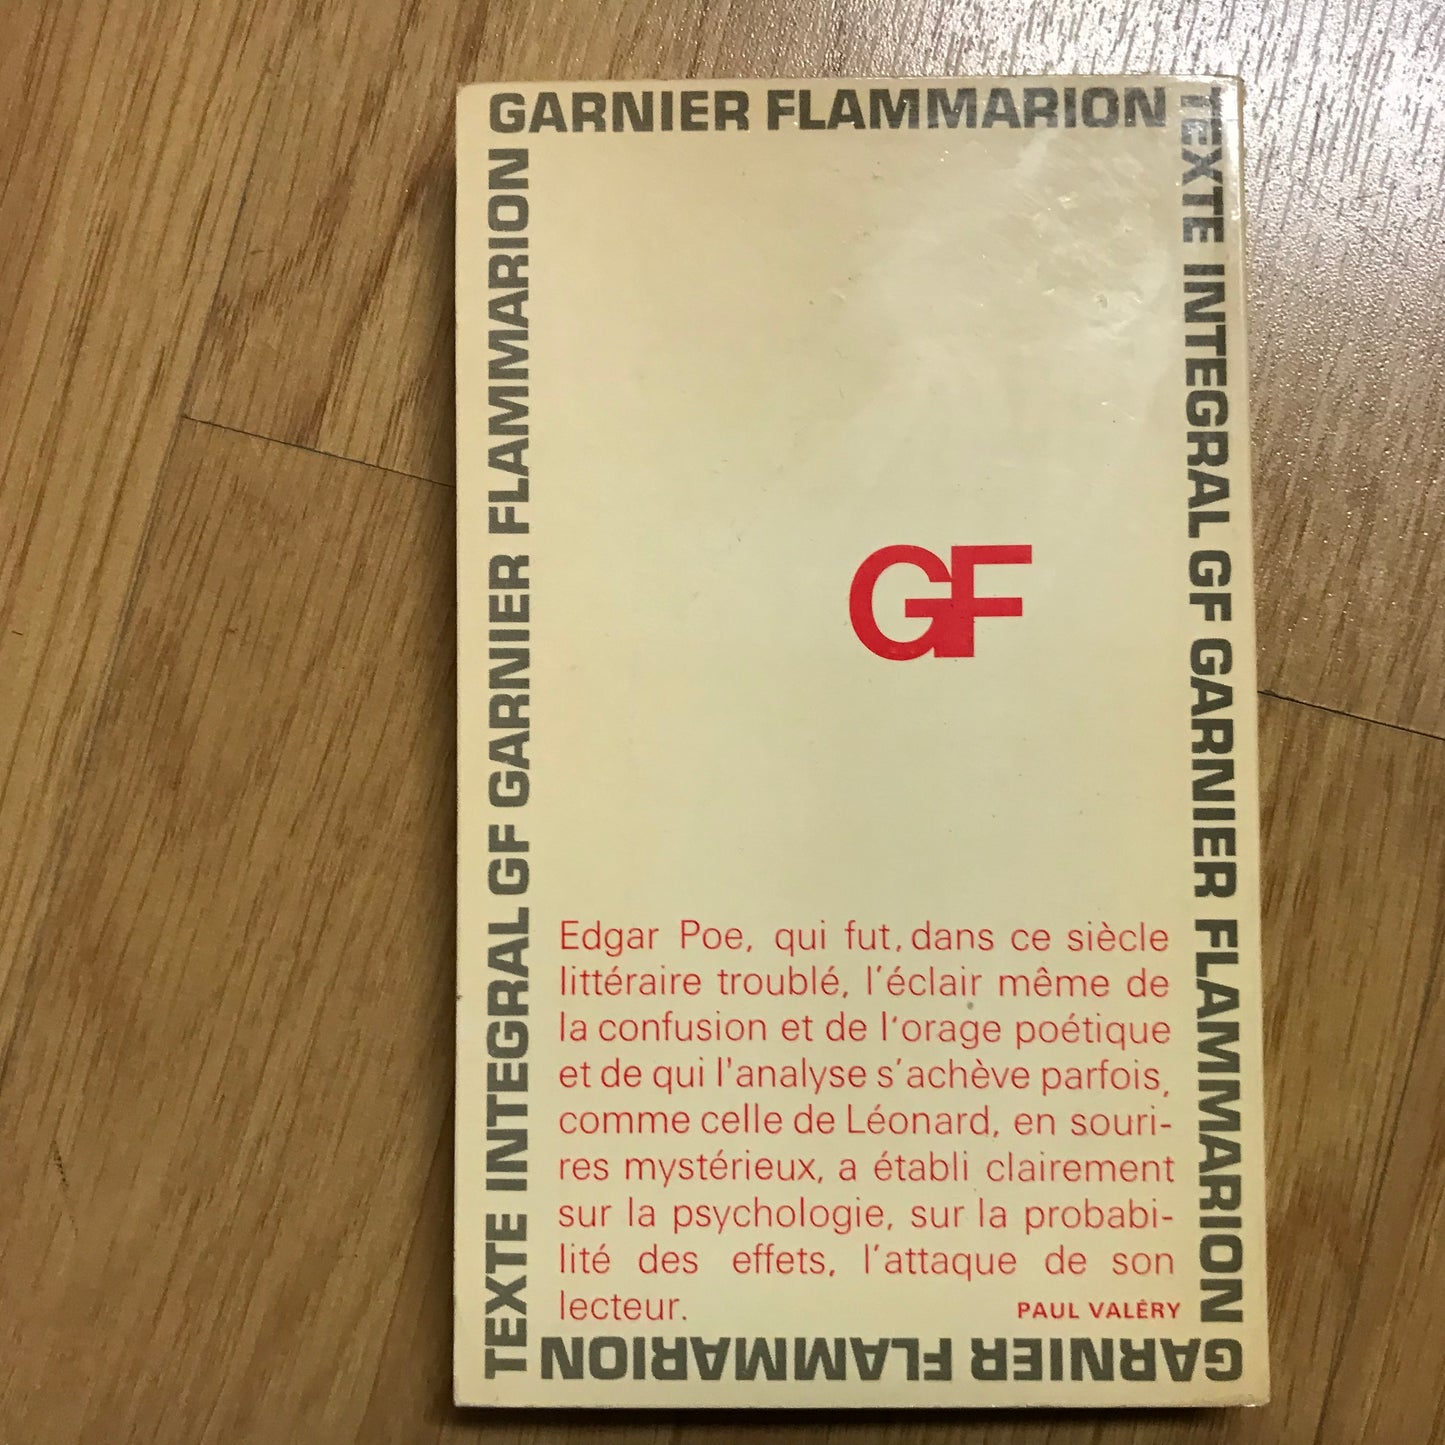 GARNIER FLAMMARION
TEXTE INTEGRAL GF GARNIER FLAMMARION
TEXTE INTEGRAL GF GARNIER FLAMMARION
GF
Edgar Poe, qui fut, dans ce siècle
littéraire troublé, l'éclair même de
la confusion et de l'orage poétique
et de qui l'analyse s'achève parfois,
comme celle de Léonard, en souri-
res mystérieux, a établi clairement
sur la psychologie, sur la probabi-
lité des effets, l'attaque de son
lecteur.
PAUL VALÉRY
GARNIER FLAMMARION